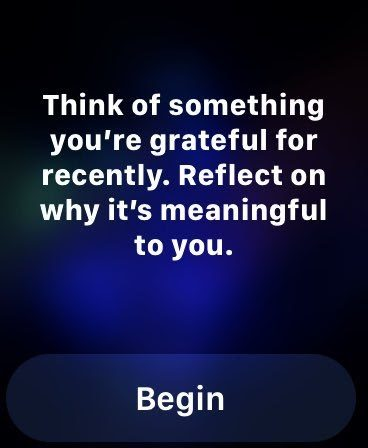 Think of something
you’re grateful for
recently. Reflect on
why it’s meaningful
to you.
Begin